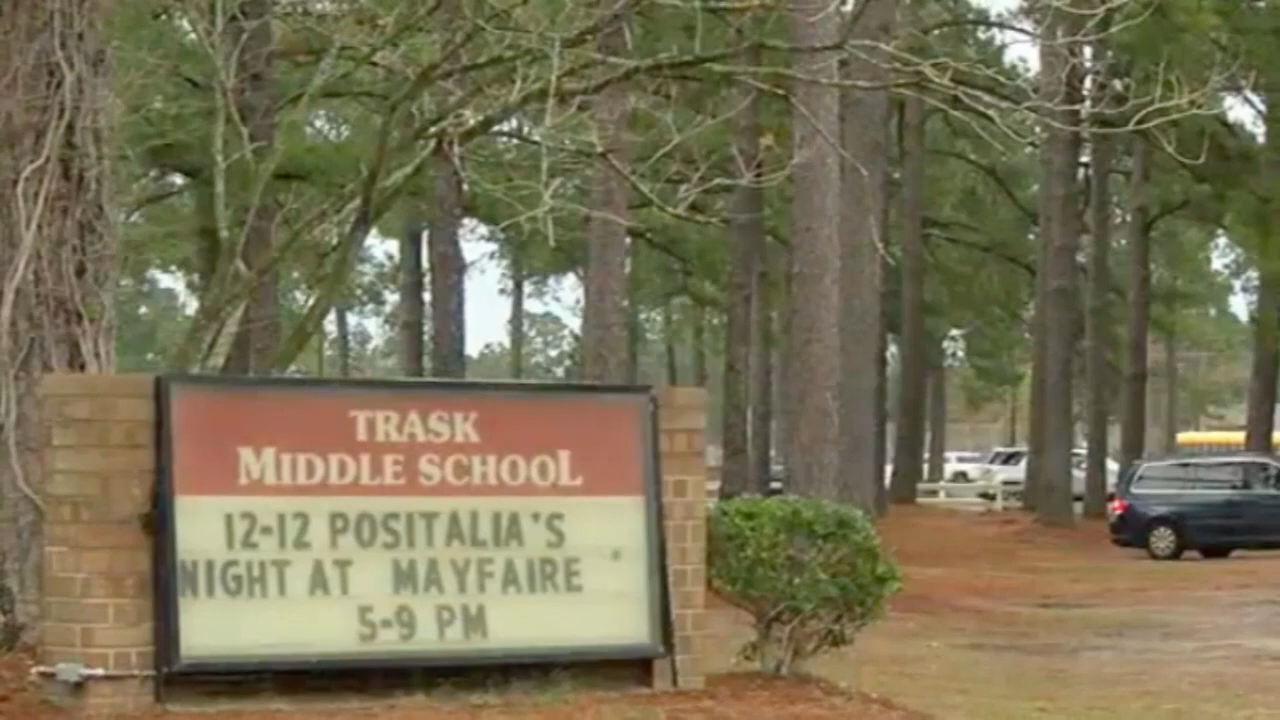 TRASK
MIDDLE SCHOOL
12-12 POSITALIA'S
NIGHT AT MAYFAIRE
5-9 PM